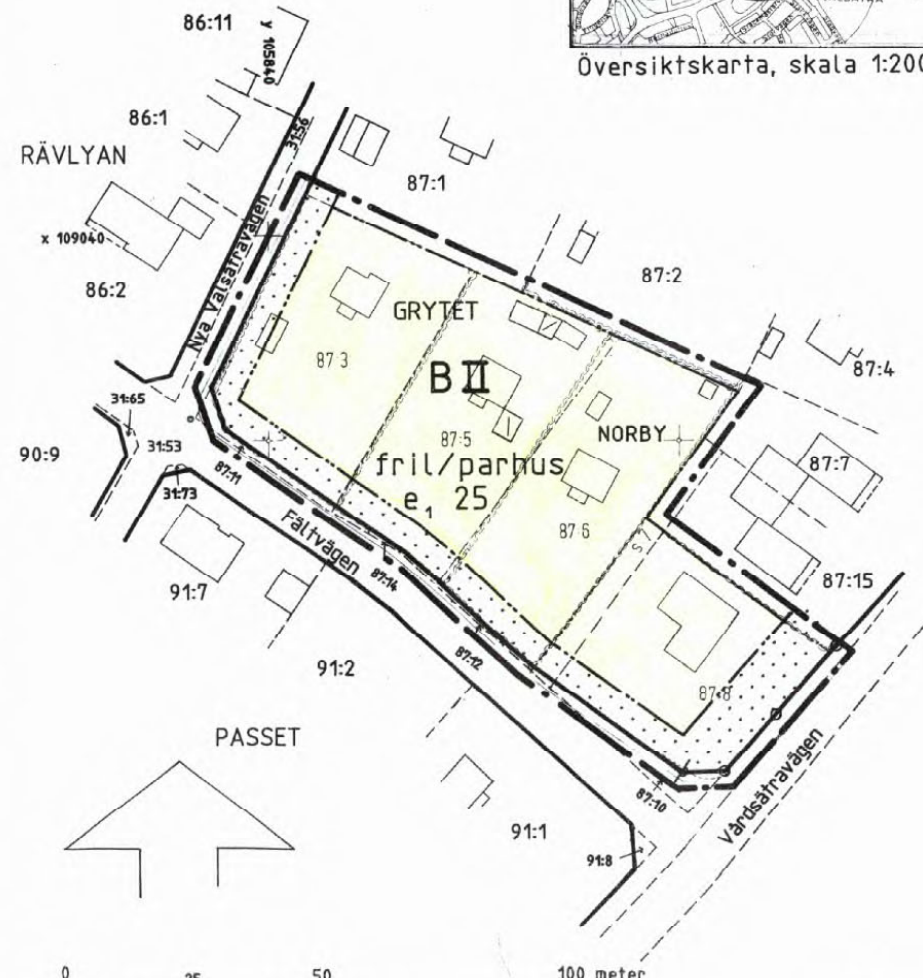 86:11
y 105840
Översiktskarta, skala 1:200
86:1
31:56
RÄVLYAN
87:1
x 109040
Nya Valsätravägen
87:2
86:2
GRYTET
87:3
87:4
B II
31:65
NORBY
90:9
31:53
87:5
87:7
87:11
fril/parhus
31:73
e₁ 25
87:6
Fältvägen
87:15
91:7
87:14
87:12
91:2
87:8
PASSET
Vårdsätravägen
87:10
91:1
91:8
0
25
50
100 meter